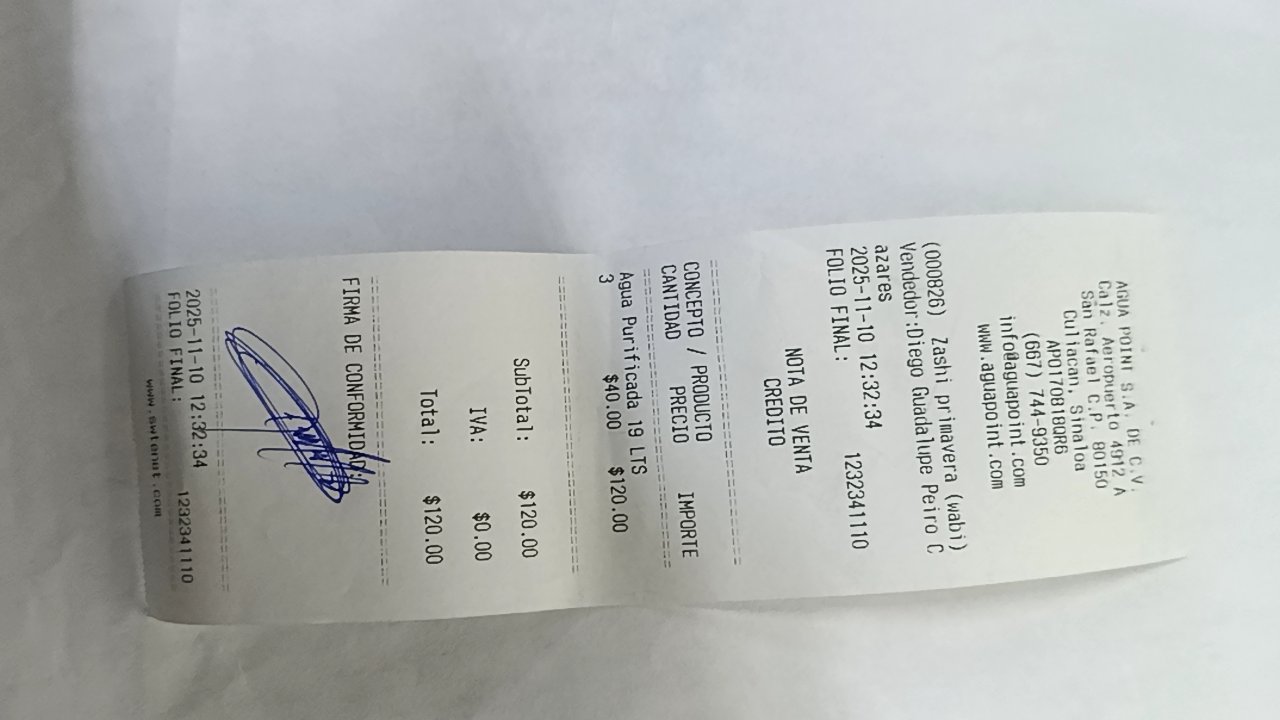 AGUA POINT S.A. DE C.V.
Calz. Aeropuerto 4912 A
San Rafael C.P. 80150
Culiacan, Sinaloa
APO170818QR6
(667) 744-9350
info@aguapoint.com
www.aguapoint.com
(000826) Zashi primavera (wabi)
Vendedor:Diego Guadalupe Peiro C
azares
2025-11-10 12:32:34
FOLIO FINAL: 1232341110
NOTA DE VENTA
CREDITO
CONCEPTO / PRODUCTO
CANTIDAD PRECIO IMPORTE
Agua Purificada 19 LTS
3 $40.00 $120.00
SubTotal: $120.00
IVA: $0.00
Total: $120.00
FIRMA DE CONFORMIDAD:
2025-11-10 12:32:34
FOLIO FINAL: 1232341110